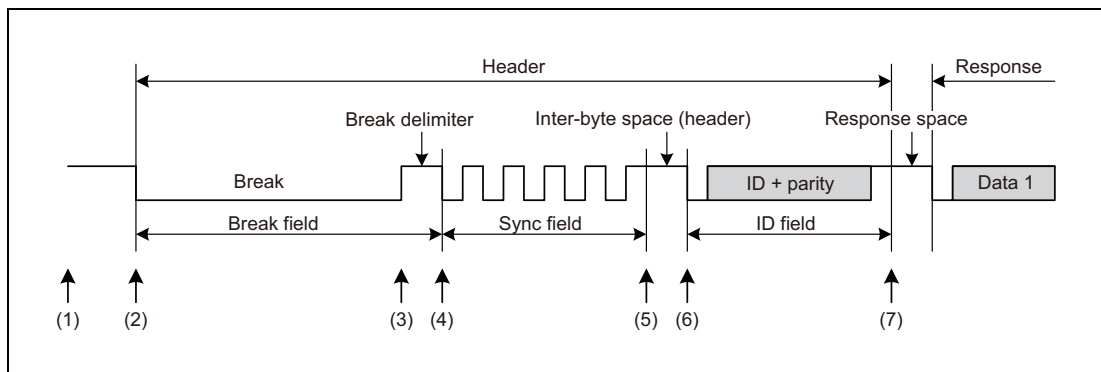 Header
Response
Break delimiter
Inter-byte space (header)
Response space
Break
ID + parity
Data 1
Break field
Sync field
ID field
(1)
(2)
(3)
(4)
(5)
(6)
(7)